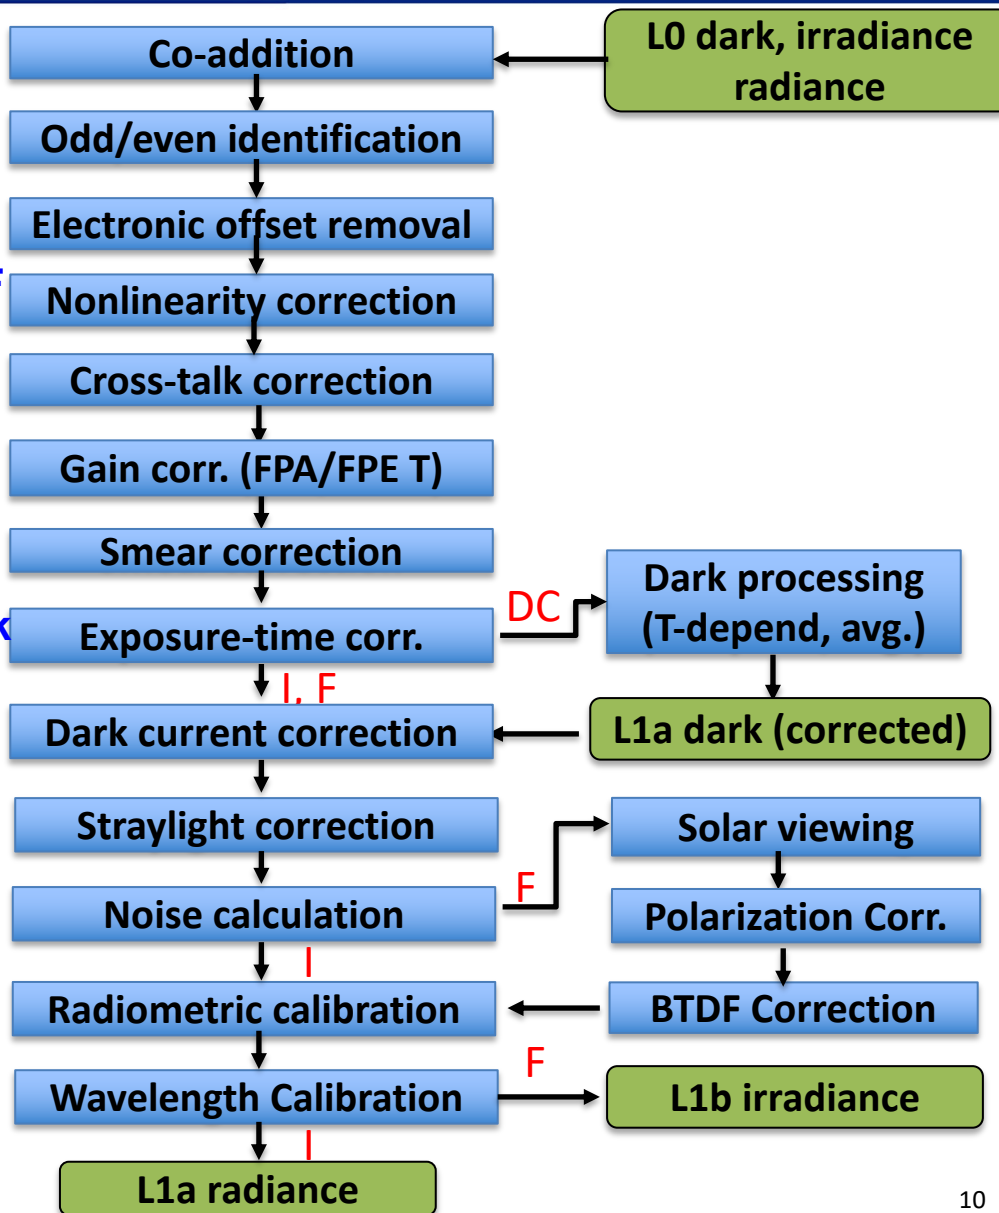 L0 dark, irradiance
radiance
Co-addition
Odd/even identification
Electronic offset removal
Nonlinearity correction
Cross-talk correction
Gain corr. (FPA/FPE T)
Smear correction
Exposure-time corr.
DC
Dark processing
(T-depend, avg.)
I, F
Dark current correction
L1a dark (corrected)
Straylight correction
Solar viewing
Noise calculation
F
Polarization Corr.
I
Radiometric calibration
BTDF Correction
Wavelength Calibration
F
L1b irradiance
I
L1a radiance
10